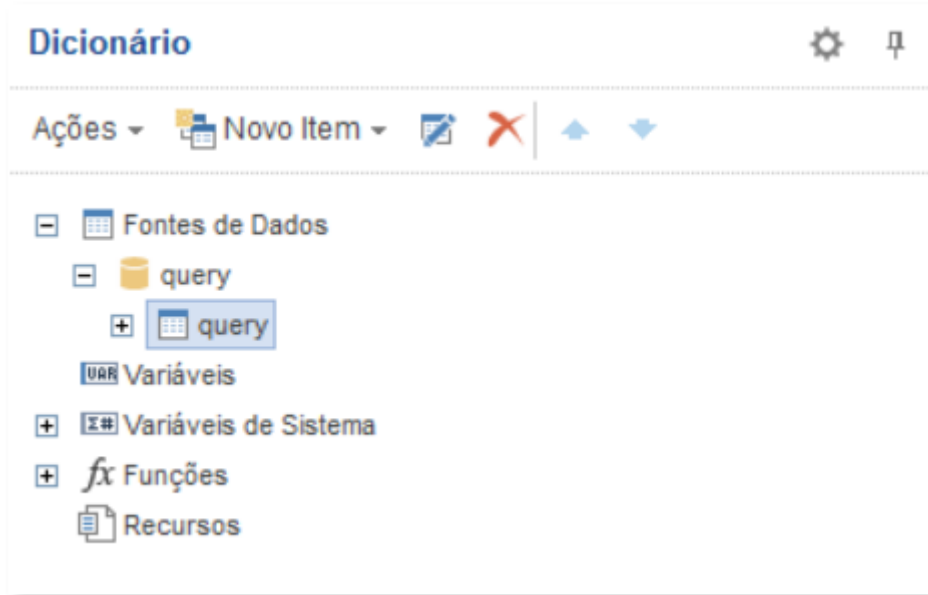 Dicionário
Ações Novo Item
Fontes de Dados
query
query
VAR Variáveis
Σ# Variáveis de Sistema
fx Funções
Recursos